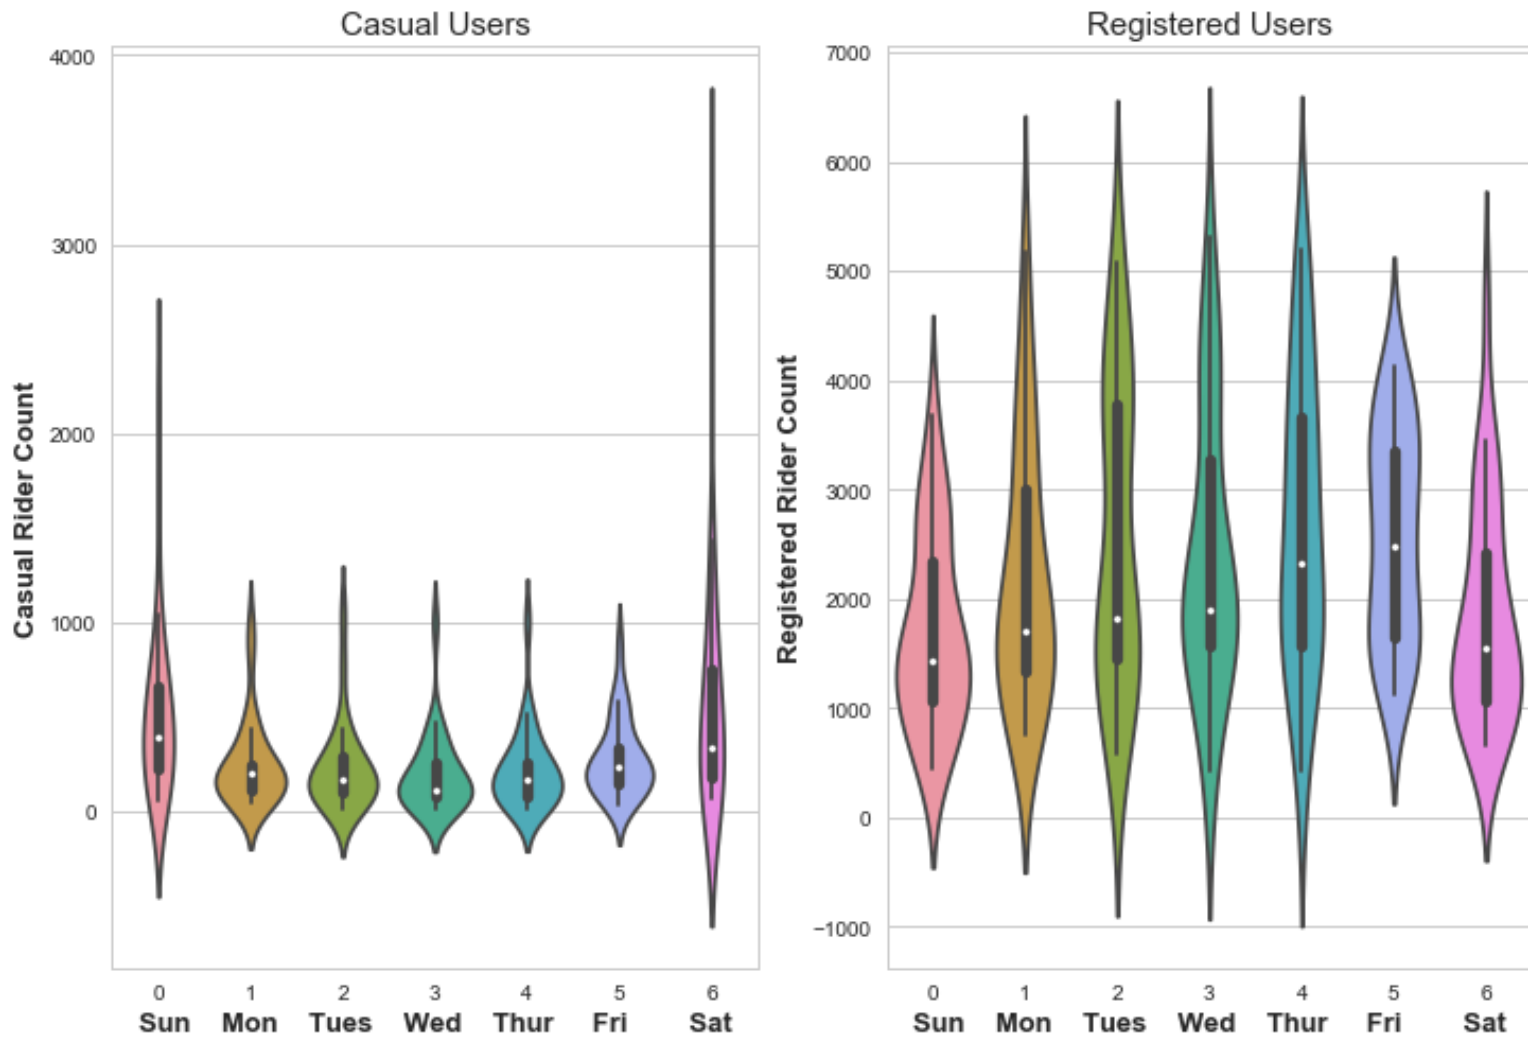 Casual Users
Casual Rider Count
4000
3000
2000
1000
0
0 1 2 3 4 5 6
Sun Mon Tues Wed Thur Fri Sat
Registered Users
Registered Rider Count
7000
6000
5000
4000
3000
2000
1000
0
−1000
0 1 2 3 4 5 6
Sun Mon Tues Wed Thur Fri Sat